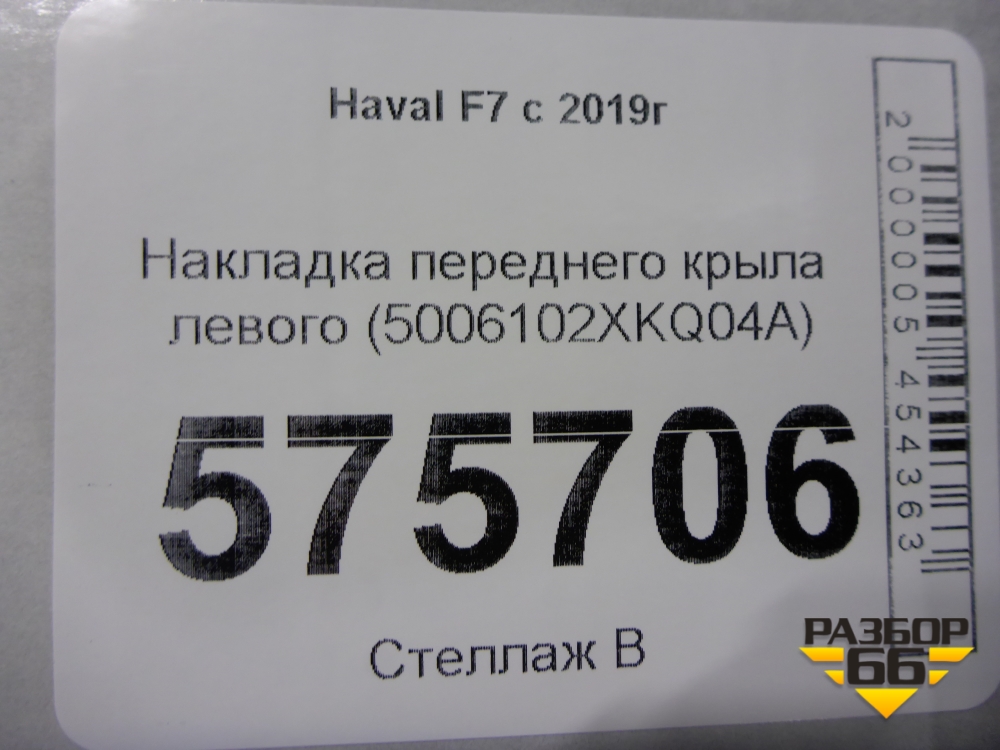 Haval F7 с 2019г
Накладка переднего крыла
левого (5006102XKQ04A)
575706
Стеллаж В
2000005454363
РАЗБОР
66